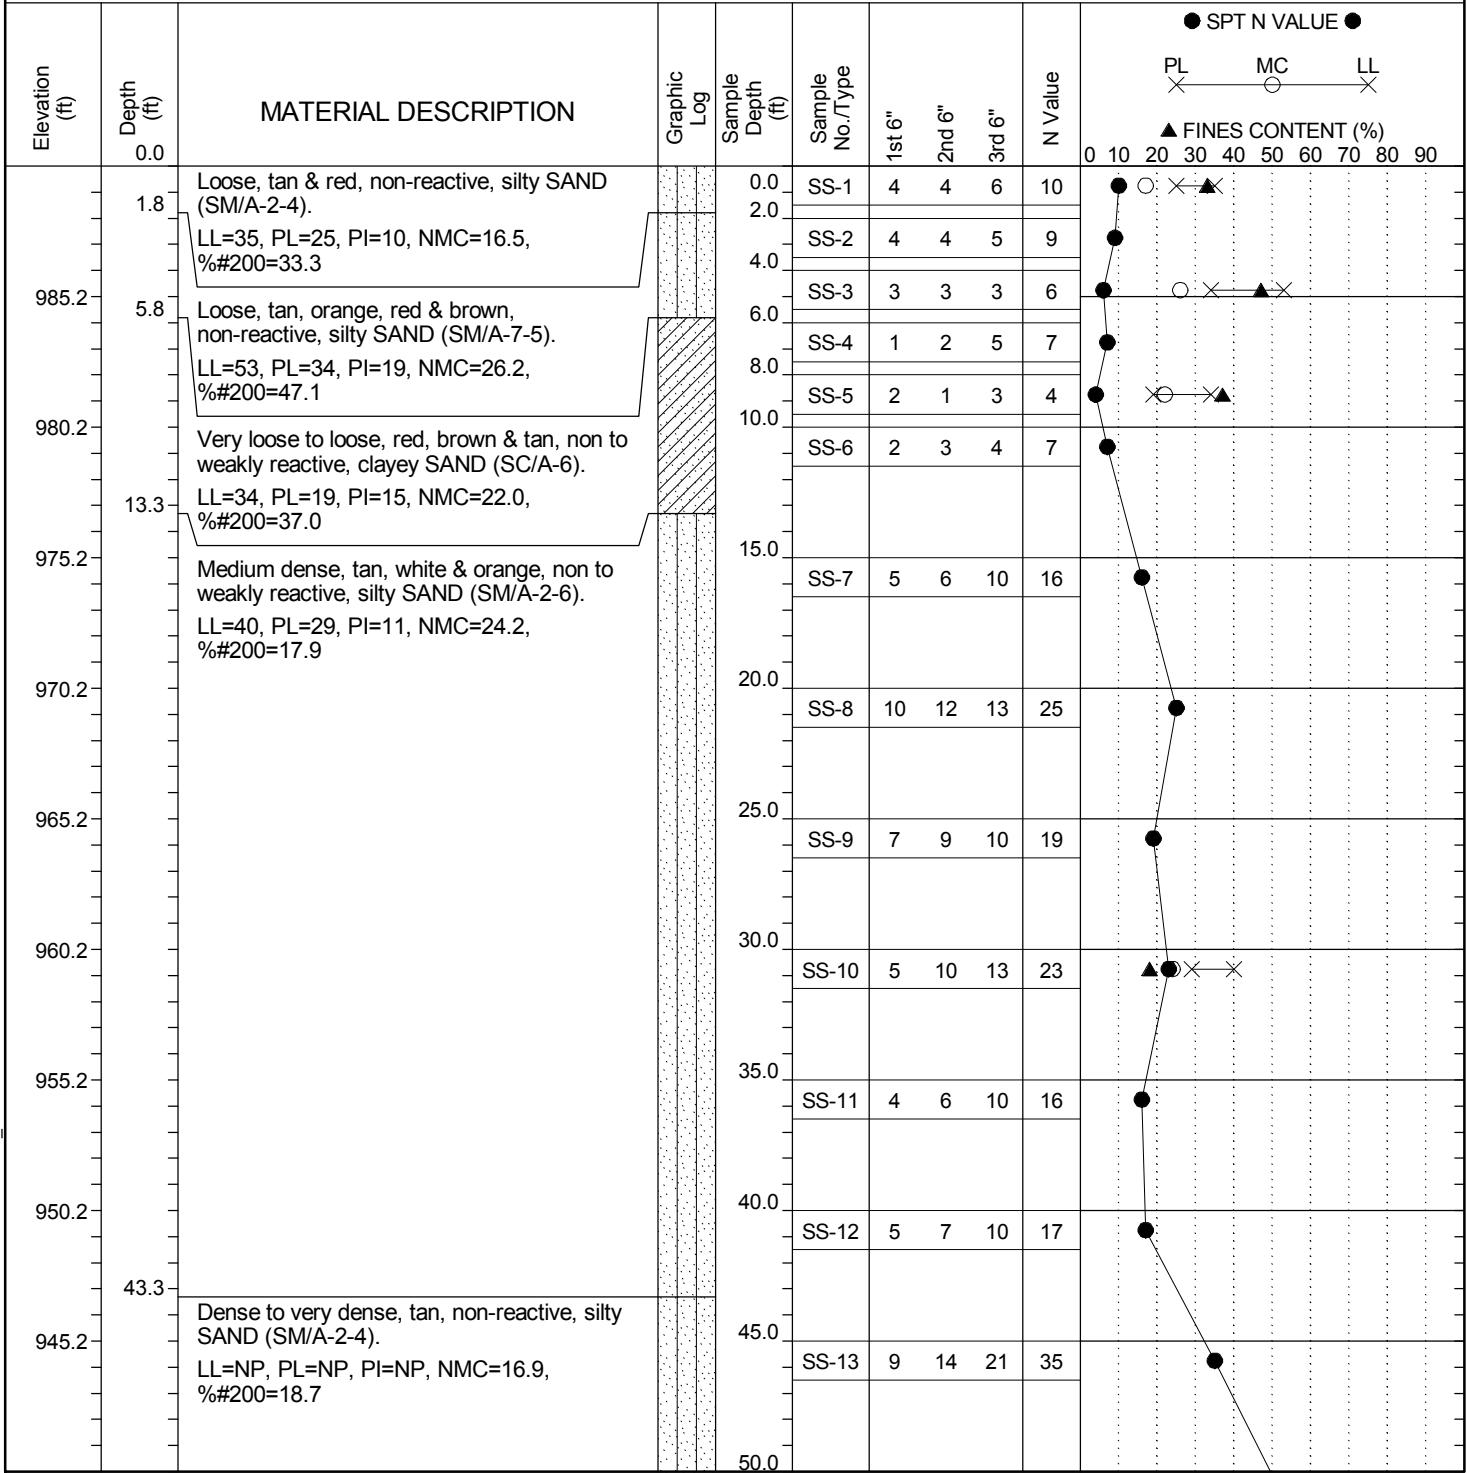 ● SPT N VALUE ●
PL MC LL
▲ FINES CONTENT (%)
Elevation (ft)
Depth (ft)
0.0
MATERIAL DESCRIPTION
Graphic Log
Sample Depth (ft)
Sample No./Type
1st 6"
2nd 6"
3rd 6"
N Value
0 10 20 30 40 50 60 70 80 90
Loose, tan & red, non-reactive, silty SAND
(SM/A-2-4).
LL=35, PL=25, PI=10, NMC=16.5,
%#200=33.3
1.8
0.0 SS-1 4 4 6 10
2.0
SS-2 4 4 5 9
4.0
985.2
SS-3 3 3 3 6
5.8
Loose, tan, orange, red & brown,
non-reactive, silty SAND (SM/A-7-5).
LL=53, PL=34, PI=19, NMC=26.2,
%#200=47.1
6.0
SS-4 1 2 5 7
8.0
SS-5 2 1 3 4
10.0
980.2
Very loose to loose, red, brown & tan, non to
weakly reactive, clayey SAND (SC/A-6).
LL=34, PL=19, PI=15, NMC=22.0,
%#200=37.0
SS-6 2 3 4 7
13.3
15.0
975.2
Medium dense, tan, white & orange, non to
weakly reactive, silty SAND (SM/A-2-6).
LL=40, PL=29, PI=11, NMC=24.2,
%#200=17.9
SS-7 5 6 10 16
20.0
970.2
SS-8 10 12 13 25
25.0
965.2
SS-9 7 9 10 19
30.0
960.2
SS-10 5 10 13 23
35.0
955.2
SS-11 4 6 10 16
40.0
950.2
SS-12 5 7 10 17
43.3
Dense to very dense, tan, non-reactive, silty
SAND (SM/A-2-4).
LL=NP, PL=NP, PI=NP, NMC=16.9,
%#200=18.7
45.0
945.2
SS-13 9 14 21 35
50.0